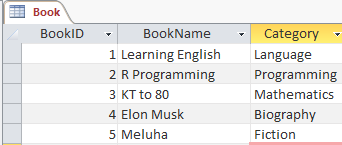 Book
BookID BookName Category
1 Learning English Language
2 R Programming Programming
3 KT to 80 Mathematics
4 Elon Musk Biography
5 Meluha Fiction